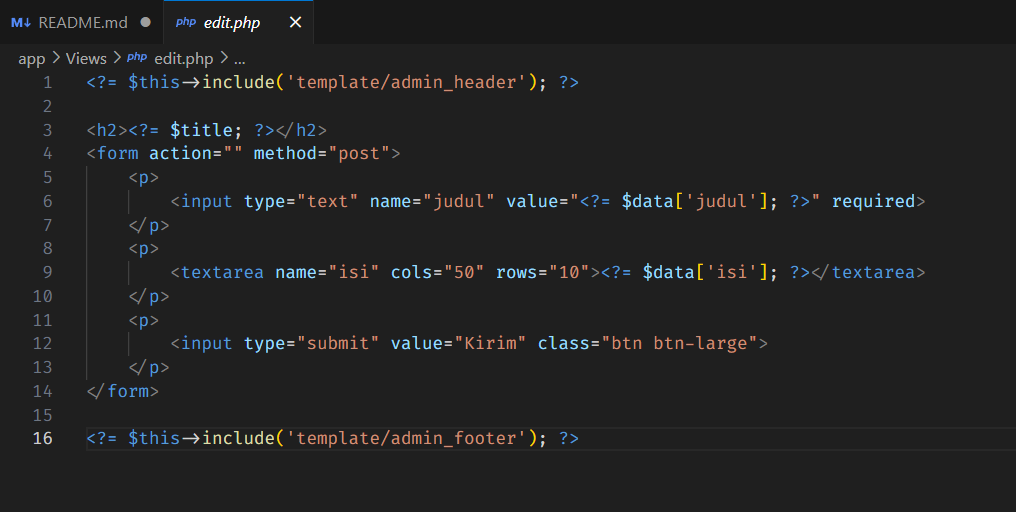 M↓ README.md ● php edit.php ×
app > Views > php edit.php > ...
1 <?= $this->include('template/admin_header'); ?>
2
3 <h2><?= $title; ?></h2>
4 <form action="" method="post">
5 <p>
6 <input type="text" name="judul" value="<?= $data['judul']; ?>" required>
7 </p>
8 <p>
9 <textarea name="isi" cols="50" rows="10"><?= $data['isi']; ?></textarea>
10 </p>
11 <p>
12 <input type="submit" value="Kirim" class="btn btn-large">
13 </p>
14 </form>
15
16 <?= $this->include('template/admin_footer'); ?>